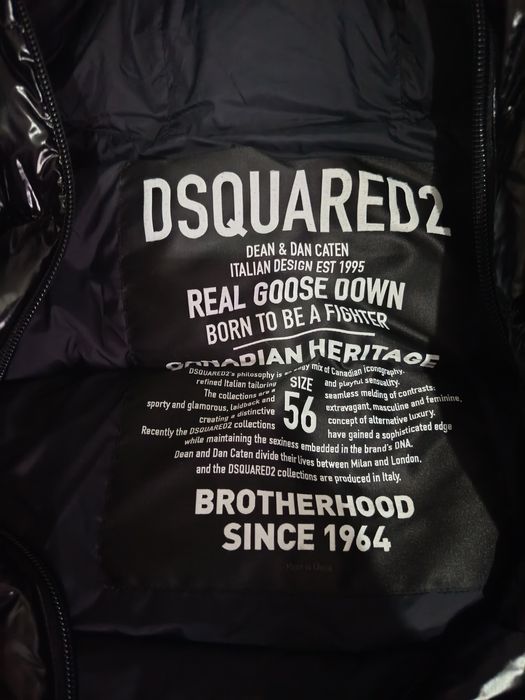 DSQUARED2
DEAN & DAN CATEN
ITALIAN DESIGN EST 1995
REAL GOOSE DOWN
BORN TO BE A FIGHTER
HERITAGE
DSQUARED2's philosophy is mix of Canadian iconography,
refined Italian tailoring SIZE and playful sensuality.
The collections are 56 seamless melding of contrasts:
sporty and glamorous, laidback and extravagant, masculine and feminine,
creating a distinctive concept of alternative luxury.
Recently the DSQUARED2 collections have gained a sophisticated edge
while maintaining the sexiness embedded in the brand's DNA.
Dean and Dan Caten divide their lives between Milan and London,
and the DSQUARED2 collections are produced in Italy.
BROTHERHOOD
SINCE 1964